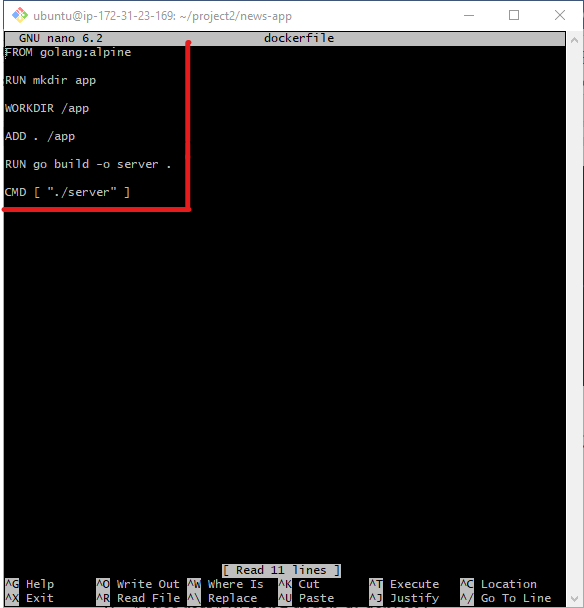 ubuntu@ip-172-31-23-169: ~/project2/news-app
GNU nano 6.2 dockerfile
FROM golang:alpine
RUN mkdir app
WORKDIR /app
ADD . /app
RUN go build -o server .
CMD [ "./server" ]
[ Read 11 lines ]
^G Help ^O Write Out ^W Where Is ^K Cut ^T Execute ^C Location
^X Exit ^R Read File ^\ Replace ^U Paste ^J Justify ^/ Go To Line